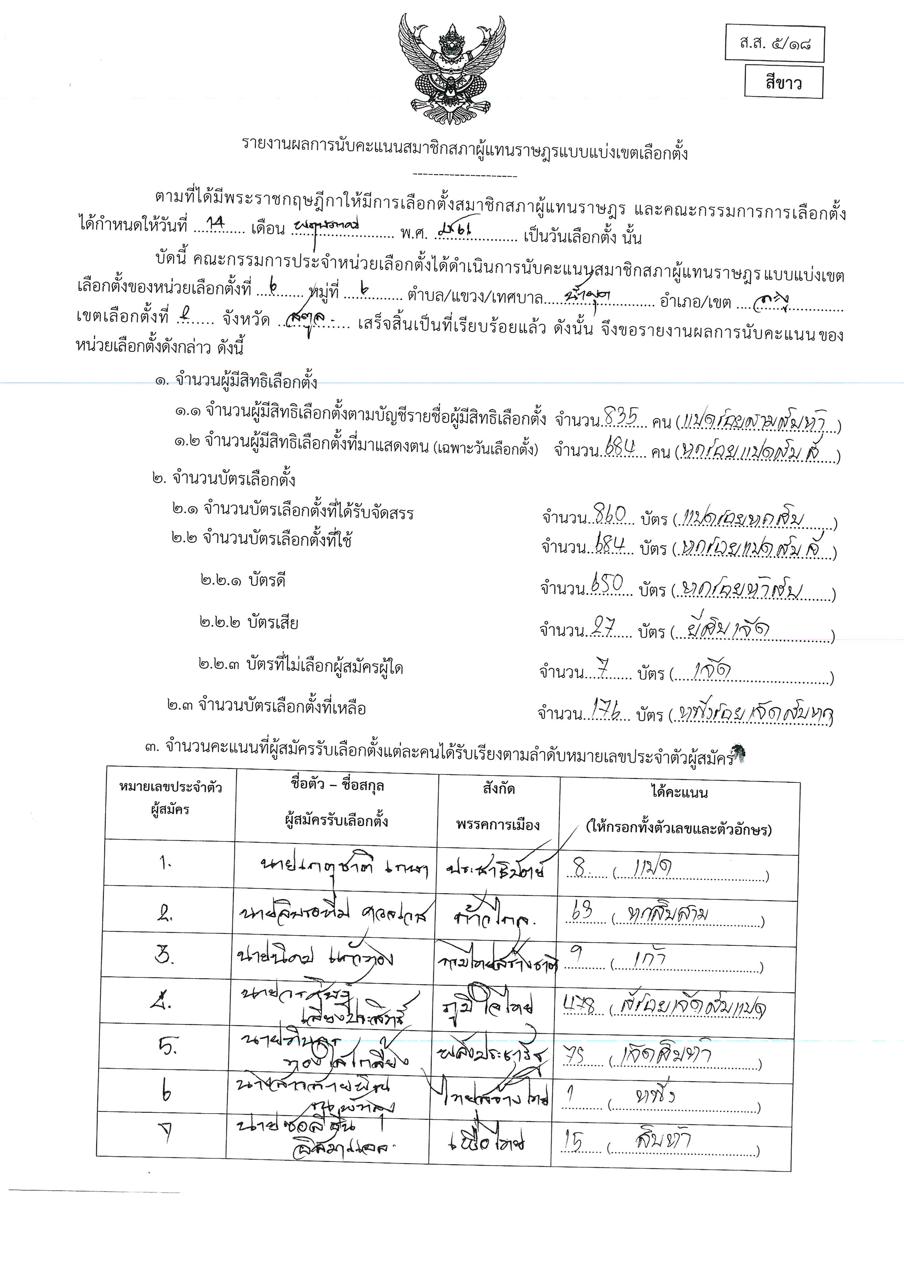 ส.ส. ๕/๑๘
สีขาว
รายงานผลการนับคะแนนสมาชิกสภาผู้แทนราษฎรแบบแบ่งเขตเลือกตั้ง
--------------------
ตามที่ได้มีพระราชกฤษฎีกาให้มีการเลือกตั้งสมาชิกสภาผู้แทนราษฎร และคณะกรรมการการเลือกตั้ง
ได้กำหนดให้วันที่ 14 เดือน พฤษภาคม พ.ศ. ๒๕๖๖ เป็นวันเลือกตั้ง นั้น
บัดนี้ คณะกรรมการประจำหน่วยเลือกตั้งได้ดำเนินการนับคะแนนสมาชิกสภาผู้แทนราษฎรแบบแบ่งเขต
เลือกตั้งของหน่วยเลือกตั้งที่ 6 หมู่ที่ 6 ตำบล/แขวง/เทศบาล อำเภอ/เขต
เขตเลือกตั้งที่ 2 จังหวัด สตูล เสร็จสิ้นเป็นที่เรียบร้อยแล้ว ดังนั้น จึงขอรายงานผลการนับคะแนนของ
หน่วยเลือกตั้งดังกล่าว ดังนี้
๑. จำนวนผู้มีสิทธิเลือกตั้ง
๑.๑ จำนวนผู้มีสิทธิเลือกตั้งตามบัญชีรายชื่อผู้มีสิทธิเลือกตั้ง จำนวน 835 คน (แปดร้อยสามสิบห้า)
๑.๒ จำนวนผู้มีสิทธิเลือกตั้งที่มาแสดงตน (เฉพาะวันเลือกตั้ง) จำนวน 684 คน (หกร้อยแปดสิบสี่)
๒. จำนวนบัตรเลือกตั้ง
๒.๑ จำนวนบัตรเลือกตั้งที่ได้รับจัดสรร จำนวน 860 บัตร (แปดร้อยหกสิบ)
๒.๒ จำนวนบัตรเลือกตั้งที่ใช้ จำนวน 684 บัตร (หกร้อยแปดสิบสี่)
๒.๒.๑ บัตรดี จำนวน 650 บัตร (หกร้อยห้าสิบ)
๒.๒.๒ บัตรเสีย จำนวน 27 บัตร (ยี่สิบเจ็ด)
๒.๒.๓ บัตรที่ไม่เลือกผู้สมัครผู้ใด จำนวน 7 บัตร (เจ็ด)
๒.๓ จำนวนบัตรเลือกตั้งที่เหลือ จำนวน 176 บัตร (หนึ่งร้อยเจ็ดสิบหก)
๓. จำนวนคะแนนที่ผู้สมัครรับเลือกตั้งแต่ละคนได้รับเรียงตามลำดับหมายเลขประจำตัวผู้สมัคร
หมายเลขประจำตัว ชื่อตัว – ชื่อสกุล สังกัด ได้คะแนน
ผู้สมัคร ผู้สมัครรับเลือกตั้ง พรรคการเมือง (ให้กรอกทั้งตัวเลขและตัวอักษร)
1. นายเกตุชาติ เกษา ประชาธิปัตย์ 8 (แปด)
2. ก้าวไกล 63 (หกสิบสาม)
3. นายนิคม แก้วทอง รวมไทยสร้างชาติ 9 (เก้า)
4. นายวรศิษฎ์
เลียงประสิทธิ์ ภูมิใจไทย 478 (สี่ร้อยเจ็ดสิบแปด)
5. พลังประชารัฐ 75 (เจ็ดสิบห้า)
6 ไทยสร้างไทย 1 (หนึ่ง)
7 เพื่อไทย 15 (สิบห้า)